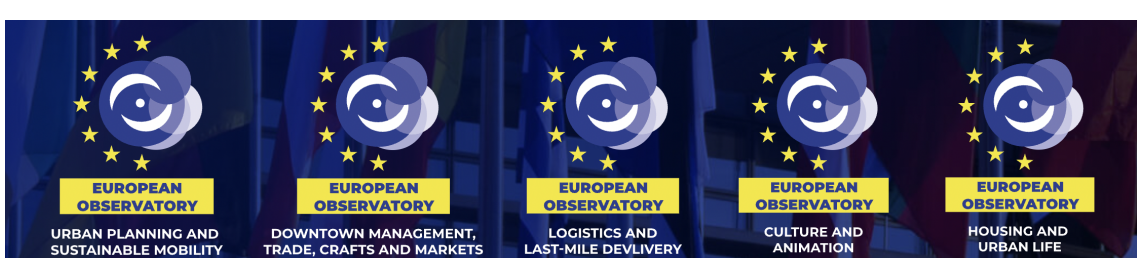 EUROPEAN
OBSERVATORY
URBAN PLANNING AND
SUSTAINABLE MOBILITY
EUROPEAN
OBSERVATORY
DOWNTOWN MANAGEMENT,
TRADE, CRAFTS AND MARKETS
EUROPEAN
OBSERVATORY
LOGISTICS AND
LAST-MILE DEVLIVERY
EUROPEAN
OBSERVATORY
CULTURE AND
ANIMATION
EUROPEAN
OBSERVATORY
HOUSING AND
URBAN LIFE